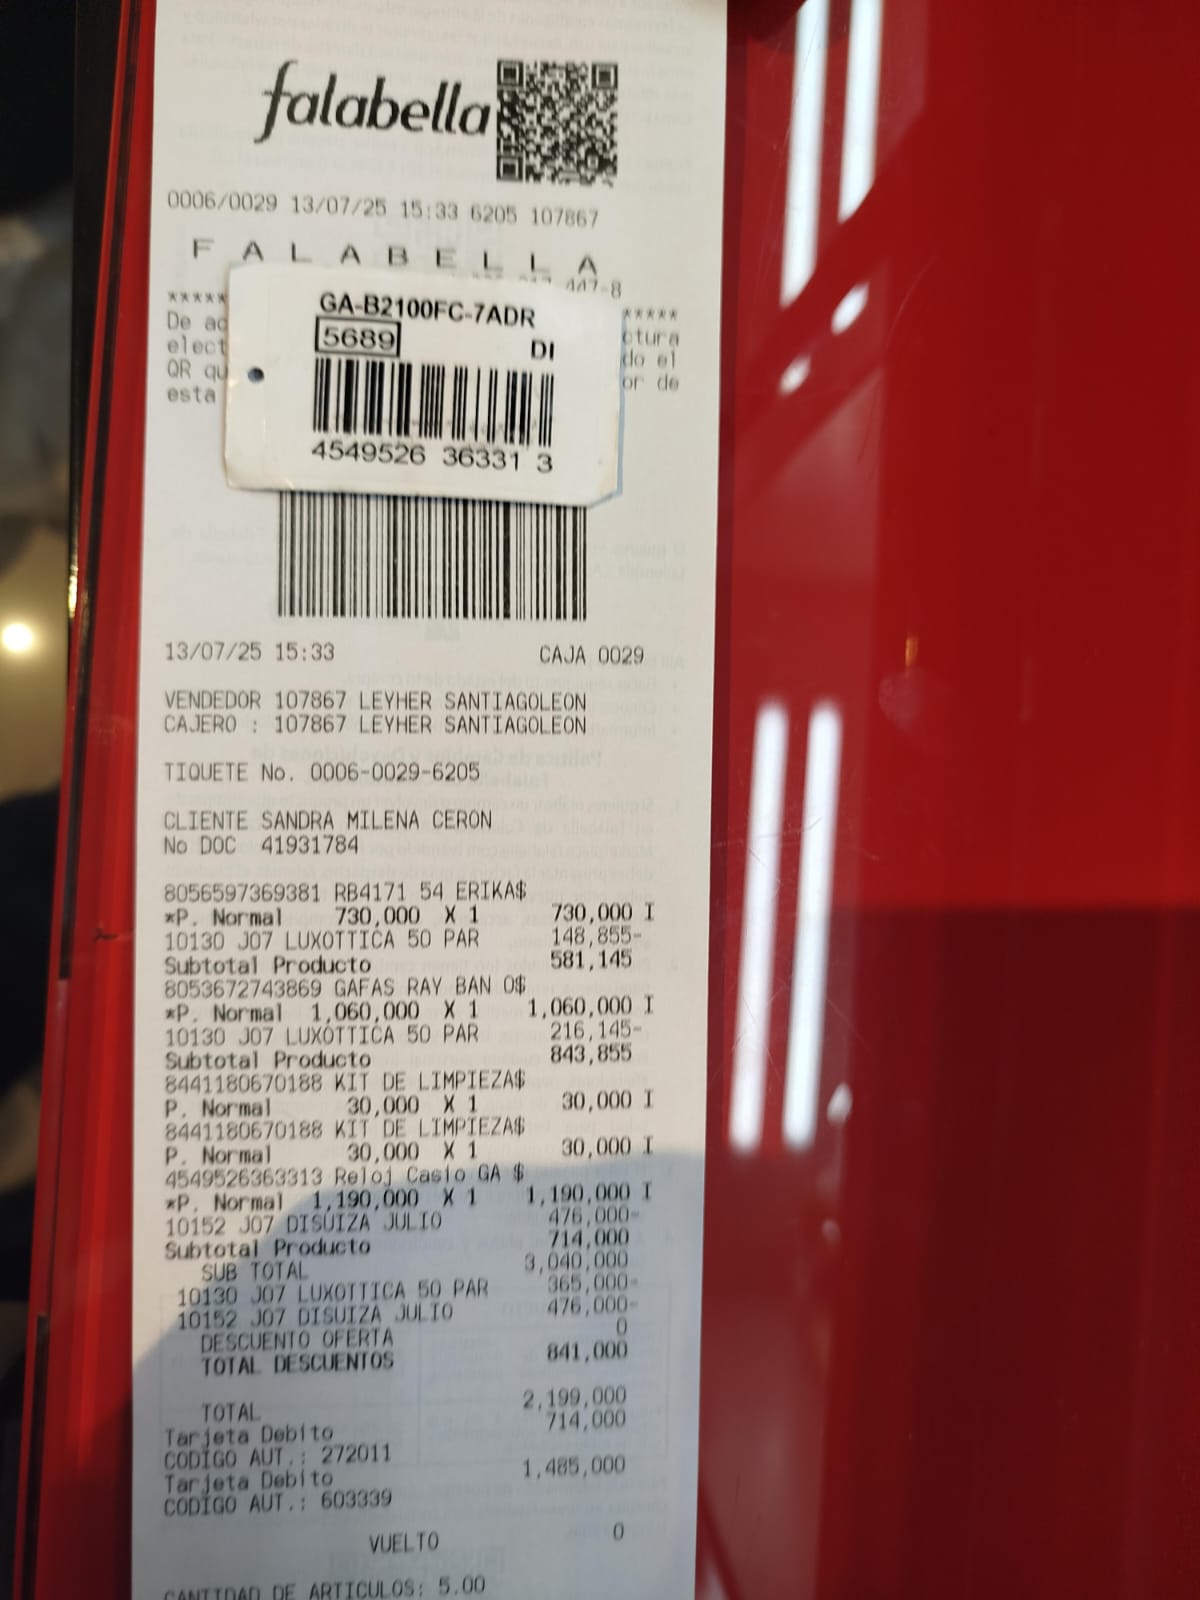 falabella
0006/0029 13/07/25 15:33 6205 107867
F A L A B E L L A
447-8
GA-B2100FC-7ADR
5689
DI
4549526 36331 3
*****
*****
De
elect
do el
QR
or de
esta
13/07/25 15:33 CAJA 0029
VENDEDOR 107867 LEYHER SANTIAGOLEON
CAJERO : 107867 LEYHER SANTIAGOLEON
TIQUETE No. 0006-0029-6205
CLIENTE SANDRA MILENA CERON
No DOC 41931784
8056597369381 RB4171 54 ERIKA$
*P. Normal 730,000 X 1 730,000 I
10130 J07 LUXOTTICA 50 PAR 148,855-
Subtotal Producto 581,145
8053672743869 GAFAS RAY BAN O$
*P. Normal 1,060,000 X 1 1,060,000 I
10130 J07 LUXOTTICA 50 PAR 216,145-
Subtotal Producto 843,855
8441180670188 KIT DE LIMPIEZA$
P. Normal 30,000 X 1 30,000 I
8441180670188 KIT DE LIMPIEZA$
P. Normal 30,000 X 1 30,000 I
4549526363313 Reloj Casio GA $
*P. Normal 1,190,000 X 1 1,190,000 I
10152 J07 DISUIZA JULIO 476,000-
Subtotal Producto 714,000
SUB TOTAL 3,040,000
10130 J07 LUXOTTICA 50 PAR 365,000-
10152 J07 DISUIZA JULIO 476,000-
DESCUENTO OFERTA 0
TOTAL DESCUENTOS 841,000
TOTAL 2,199,000
Tarjeta Debito 714,000
CODIGO AUT.: 272011
Tarjeta Debito 1,485,000
CODIGO AUT.: 603339
VUELTO 0
CANTIDAD DE ARTICULOS: 5.00